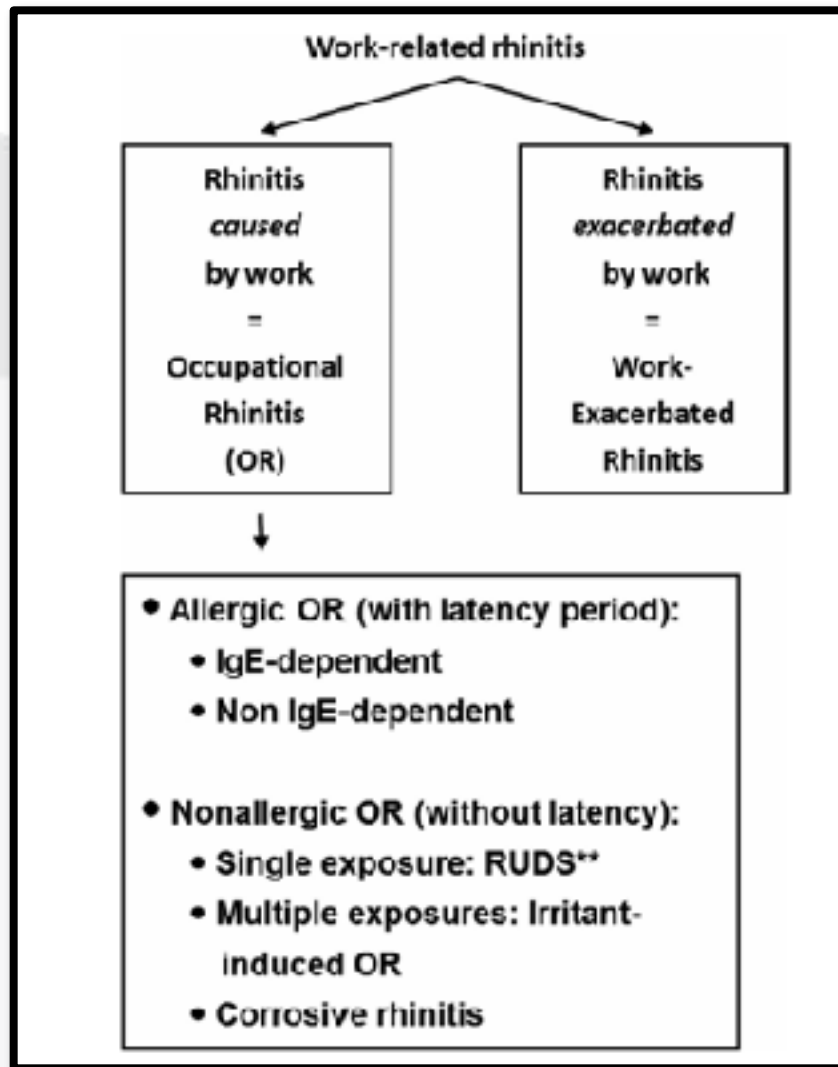 Work-related rhinitis
Rhinitis
caused
by work
=
Occupational
Rhinitis
(OR)
Rhinitis
exacerbated
by work
=
Work-
Exacerbated
Rhinitis
• Allergic OR (with latency period):
• IgE-dependent
• Non IgE-dependent
• Nonallergic OR (without latency):
• Single exposure: RUDS**
• Multiple exposures: Irritant-
induced OR
• Corrosive rhinitis